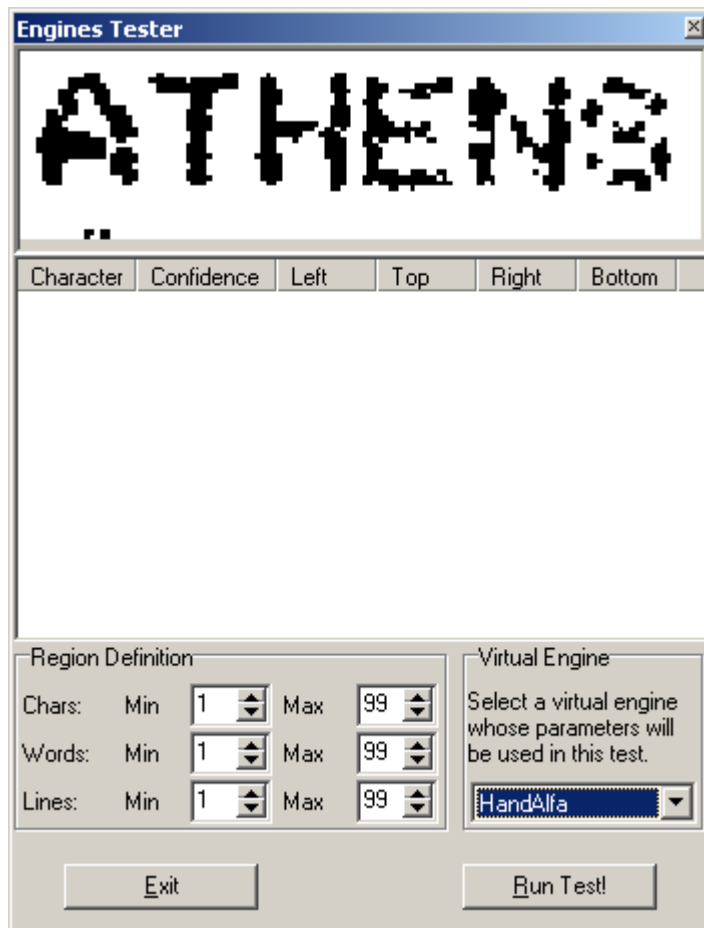 Engines Tester
ATHENS
Character Confidence Left Top Right Bottom
Region Definition
Chars: Min 1 Max 99
Words: Min 1 Max 99
Lines: Min 1 Max 99
Virtual Engine
Select a virtual engine
whose parameters will
be used in this test.
HandAlfa
Exit
Run Test!